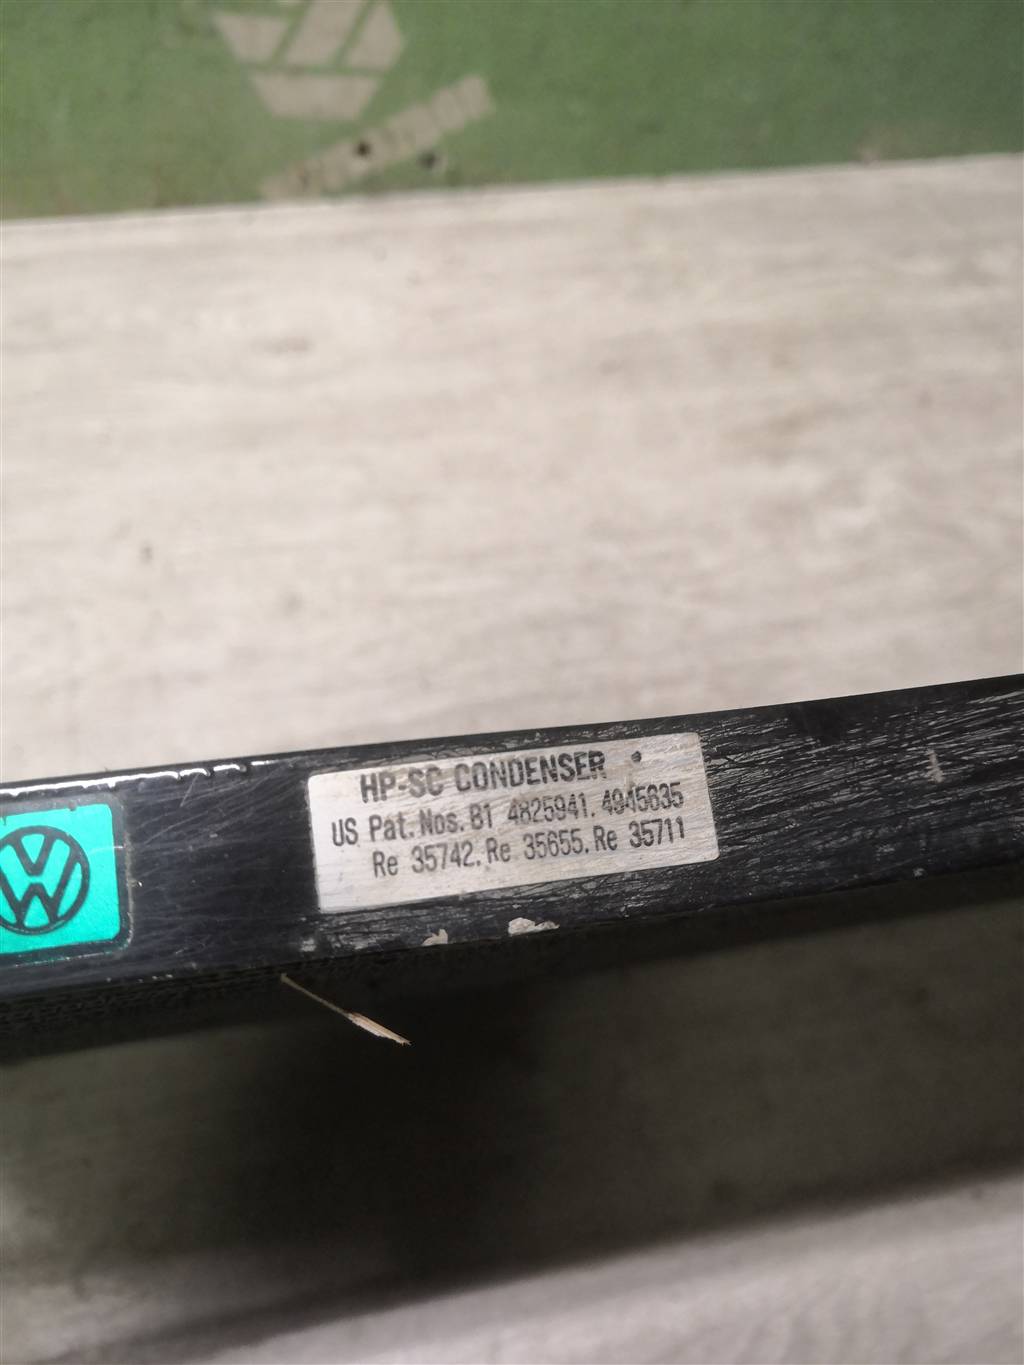 HP-SC CONDENSER
US Pat. Nos. B1 4825941. 4945635
Re 35742. Re 35655. Re 35711